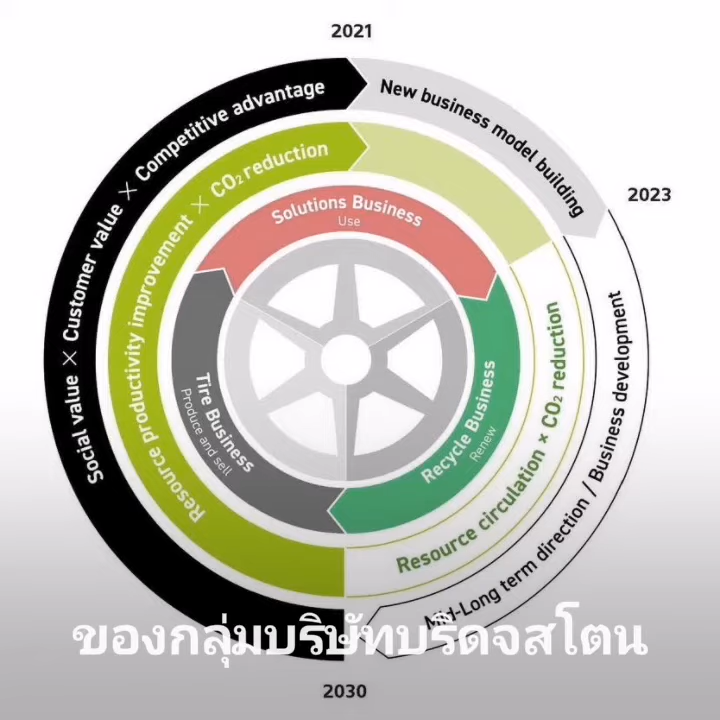 2021
Social value × Customer value × Competitive advantage
New business model building
2023
Resource productivity improvement × CO₂ reduction
Solutions Business
Use
Tire Business
Produce and sell
Recycle Business
Renew
Resource circulation × CO₂ reduction
Mid-Long term direction / Business development
ของกลุ่มบริษัทบริดจสโตน
2030